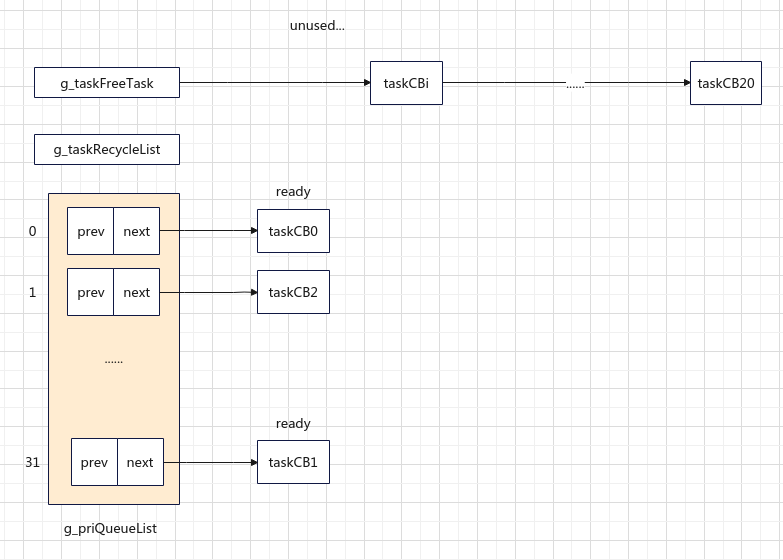 unused...
g_taskFreeTask
taskCBi
......
taskCB20
g_taskRecycleList
ready
0
prev
next
taskCB0
1
prev
next
taskCB2
......
ready
31
prev
next
taskCB1
g_priQueueList